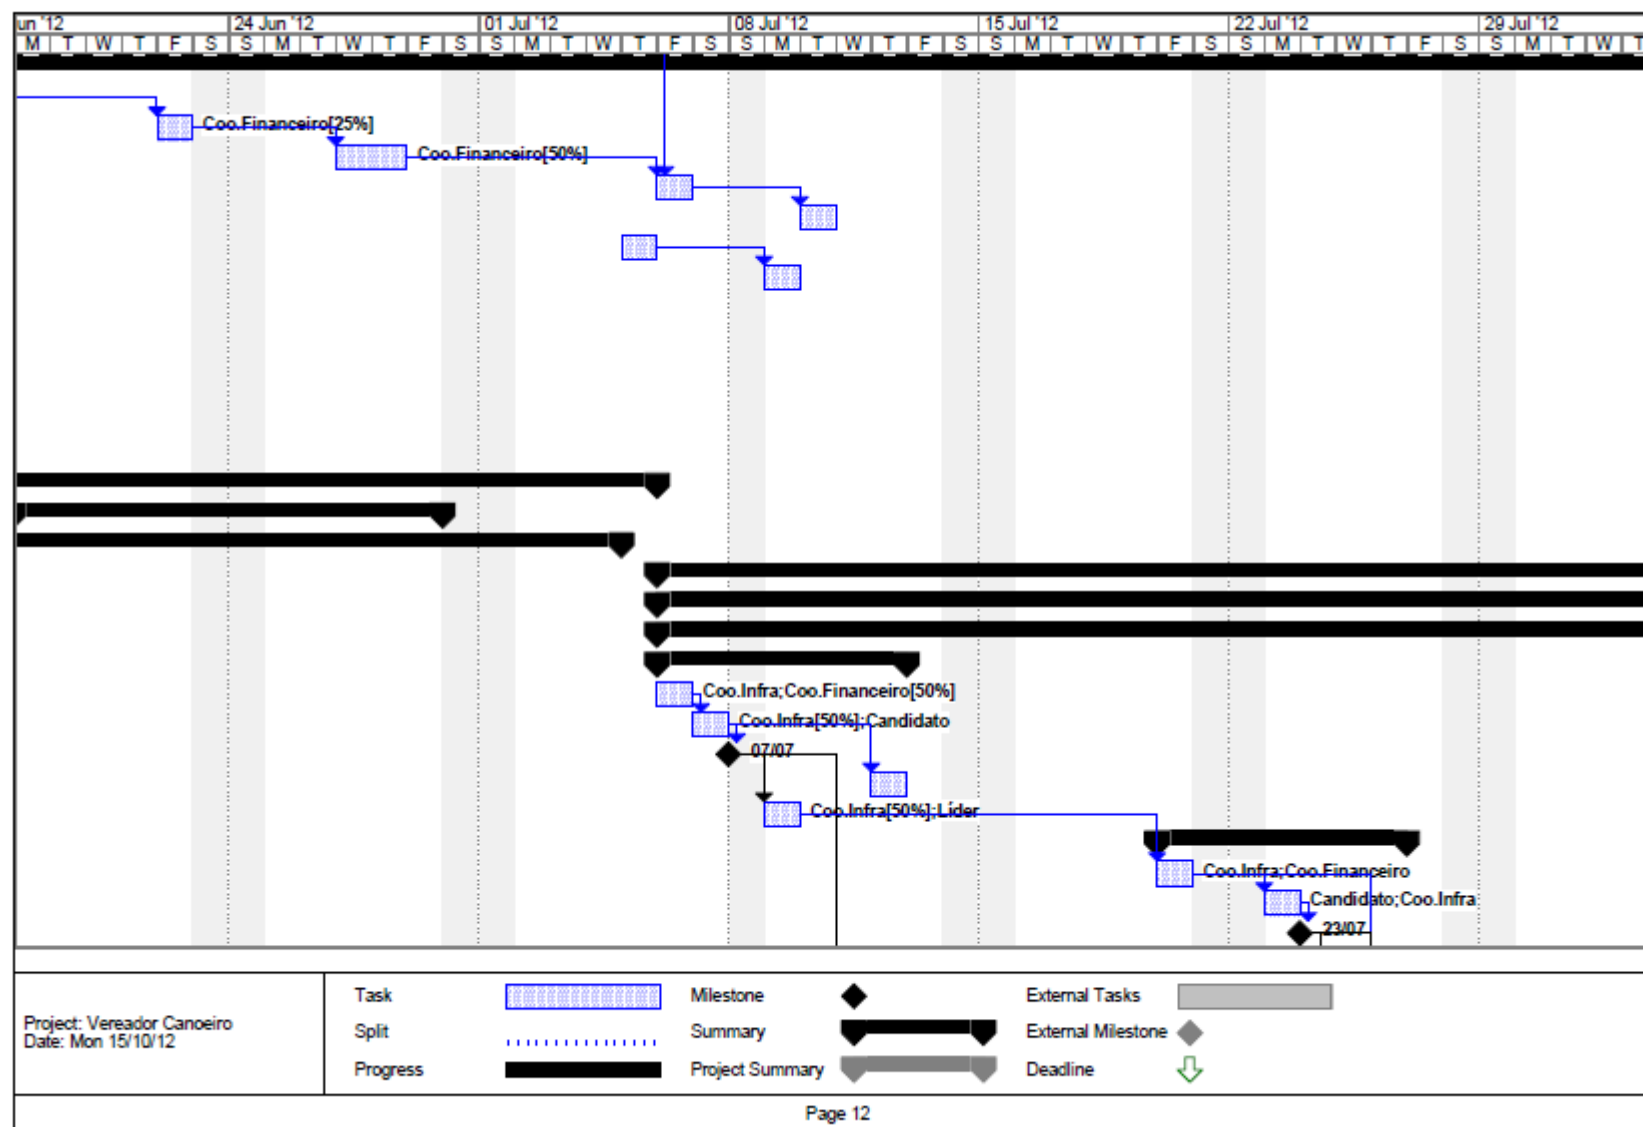 un '12 24 Jun '12 01 Jul '12 08 Jul '12 15 Jul '12 22 Jul '12 29 Jul '12
M T W T F S S M T W T F S S M T W T F S S M T W T F S S M T W T F S S M T W T F S S M T W T
Coo.Financeiro[25%]
Coo.Financeiro[50%]
Coo.Infra;Coo.Financeiro[50%]
Coo.Infra[50%];Candidato
07/07
Coo.Infra[50%];Líder
Coo.Infra;Coo.Financeiro
Candidato;Coo.Infra
23/07
Project: Vereador Canoeiro
Date: Mon 15/10/12
Task Milestone External Tasks
Split Summary External Milestone
Progress Project Summary Deadline
Page 12